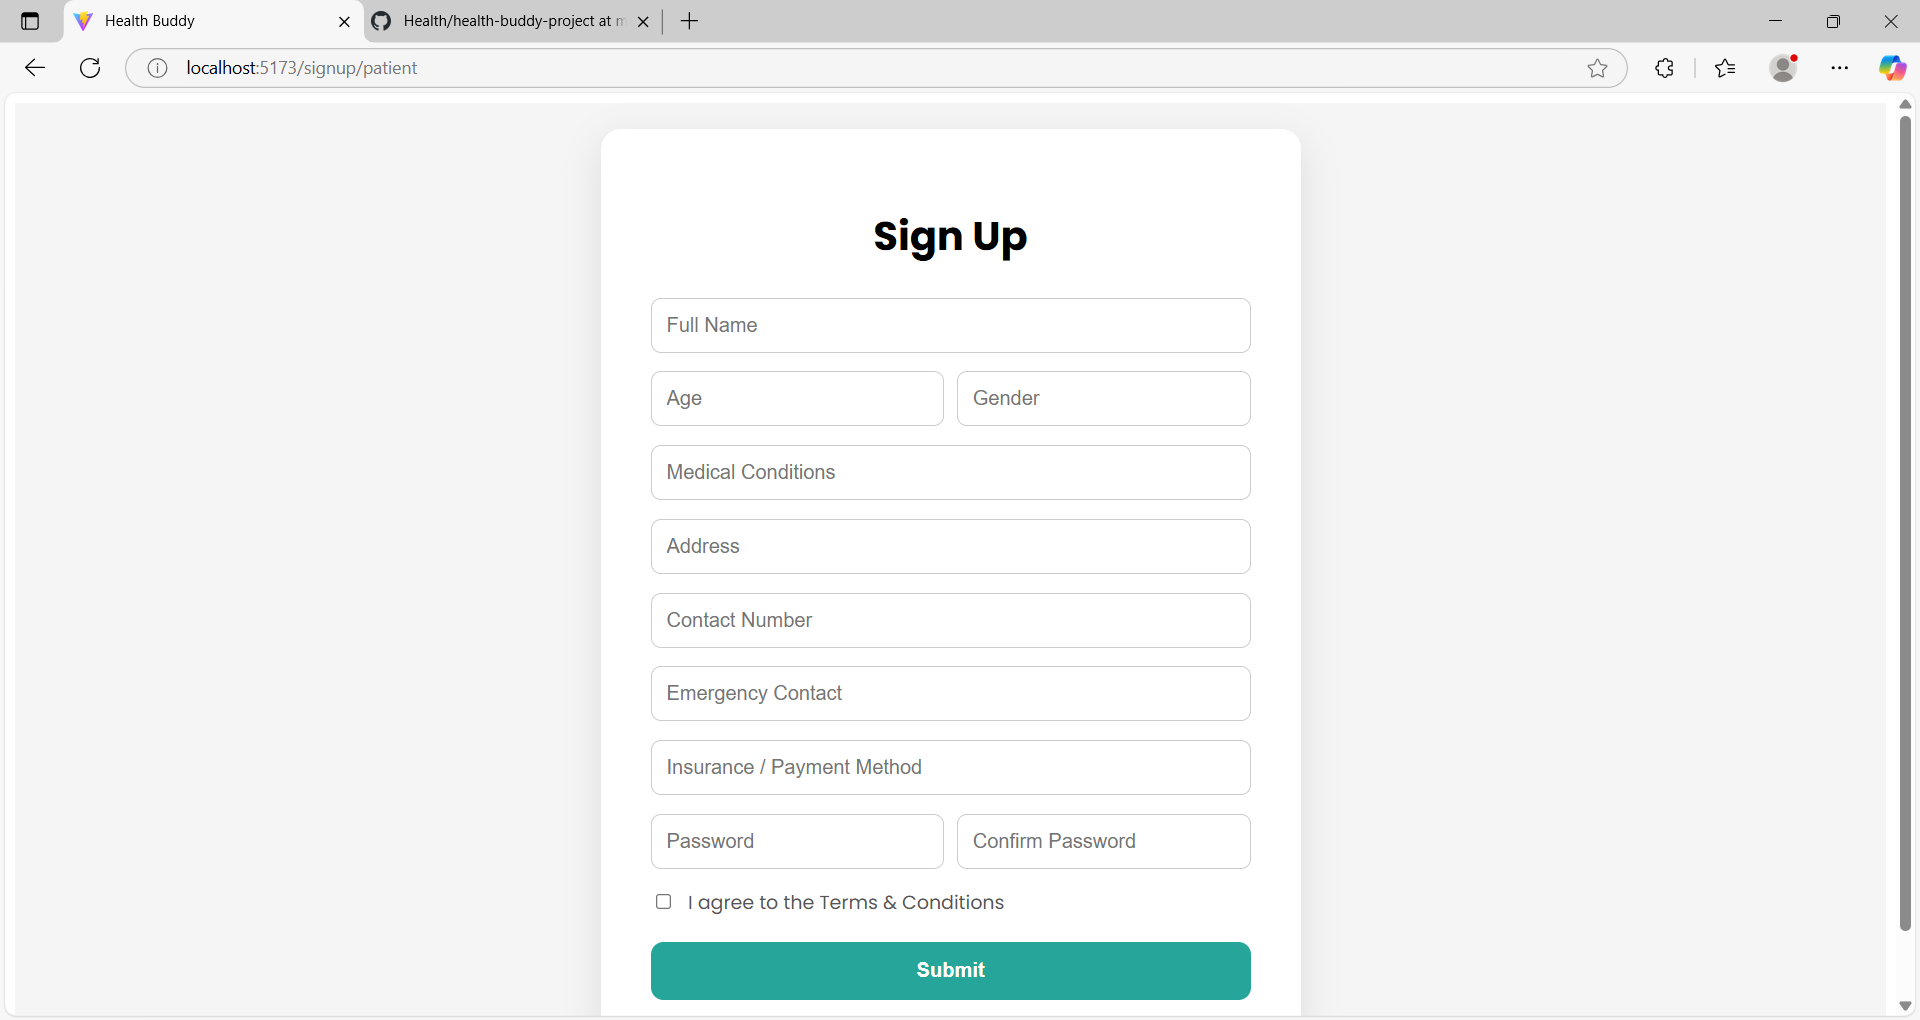 Health Buddy
Health/health-buddy-project at m
localhost:5173/signup/patient
Sign Up
Full Name
Age
Gender
Medical Conditions
Address
Contact Number
Emergency Contact
Insurance / Payment Method
Password
Confirm Password
I agree to the Terms & Conditions
Submit